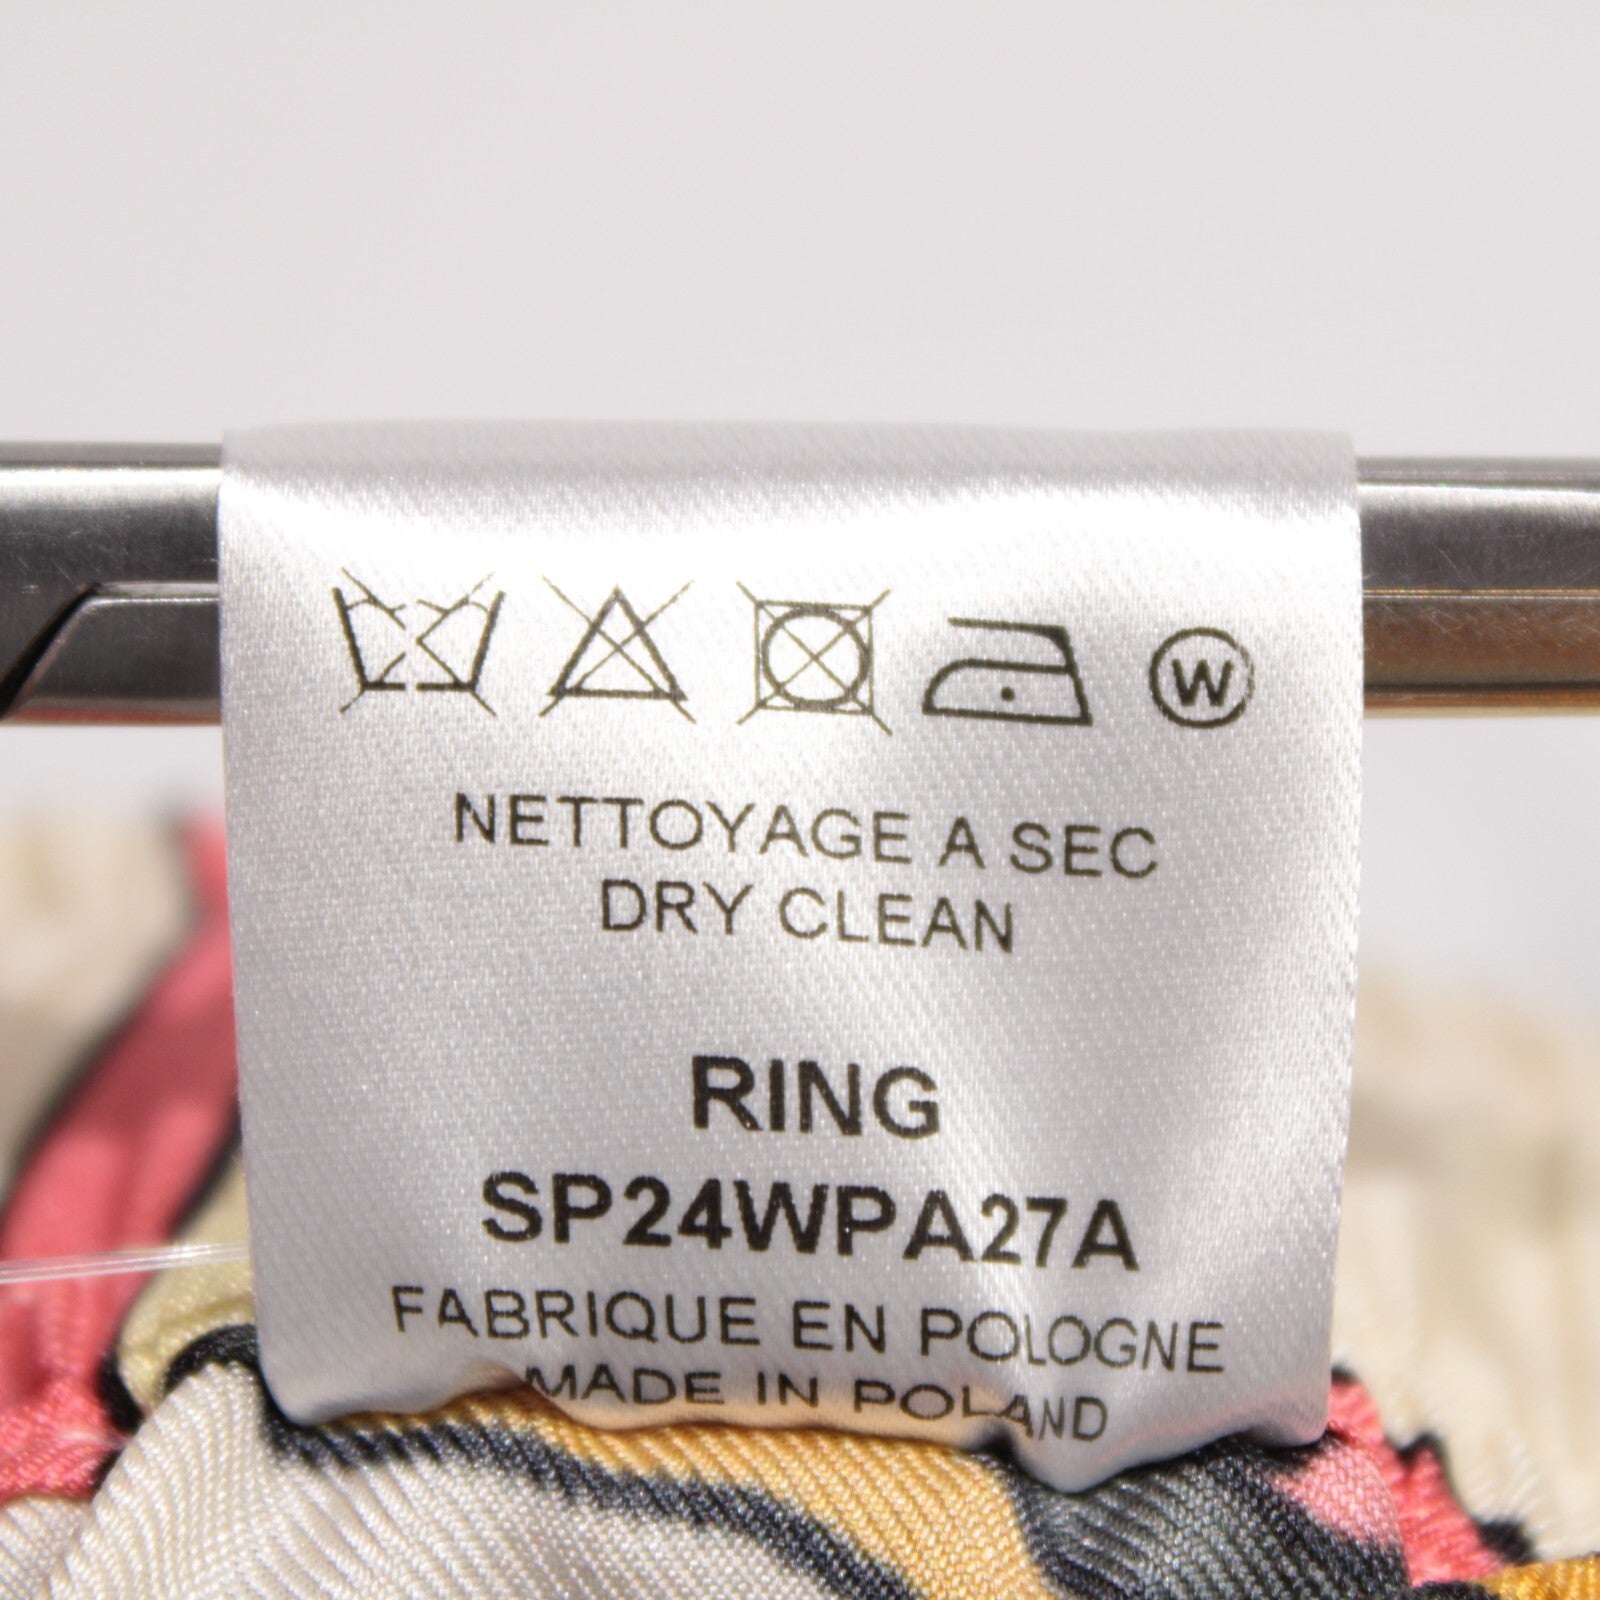 W
NETTOYAGE A SEC
DRY CLEAN
RING
SP24WPA27A
FABRIQUE EN POLOGNE
MADE IN POLAND